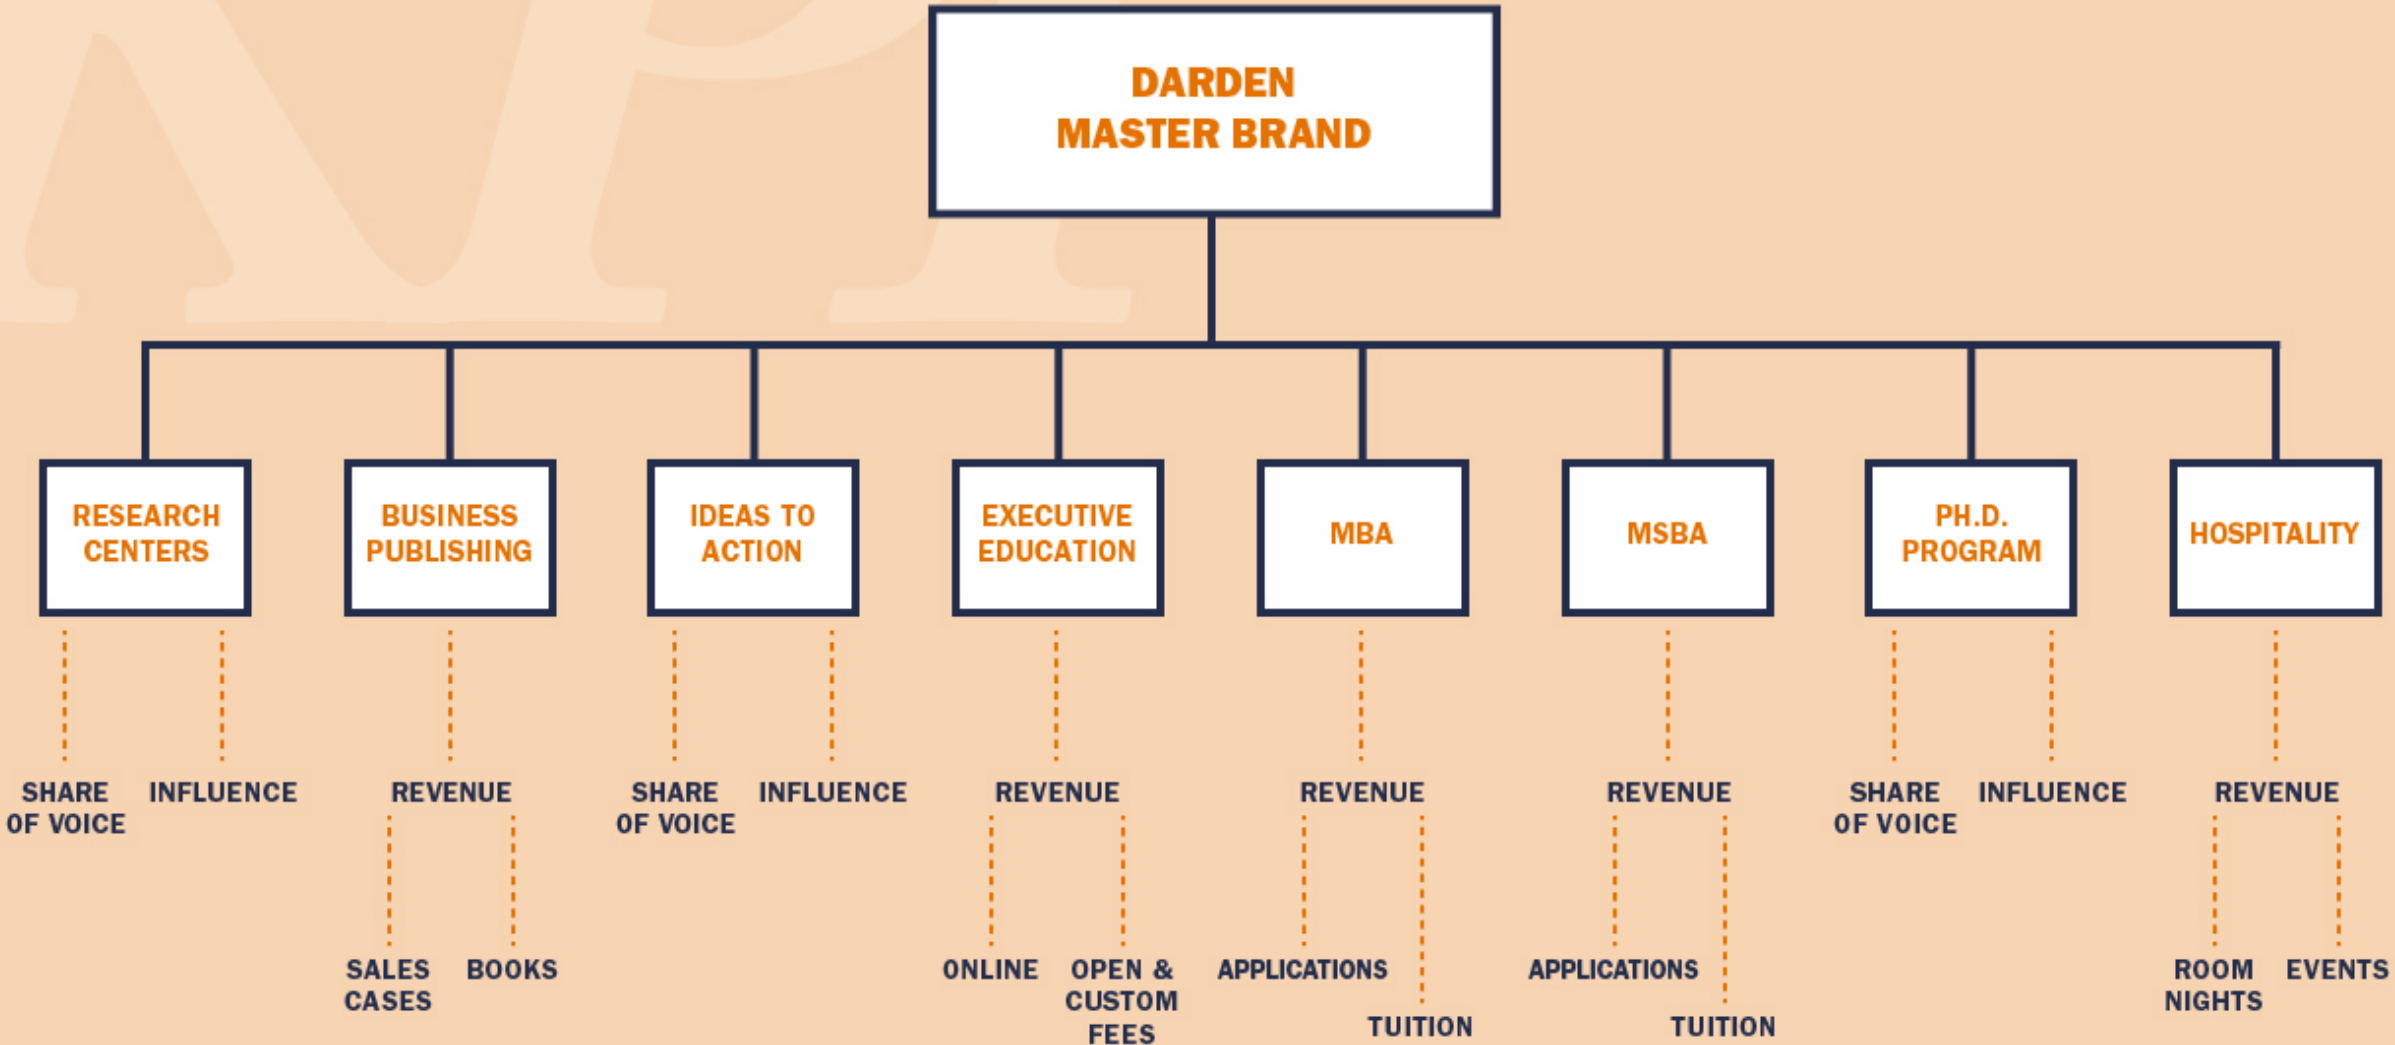 DARDEN
MASTER BRAND
RESEARCH
CENTERS
BUSINESS
PUBLISHING
IDEAS TO
ACTION
EXECUTIVE
EDUCATION
MBA
MSBA
PH.D.
PROGRAM
HOSPITALITY
SHARE
OF VOICE
INFLUENCE
REVENUE
SHARE
OF VOICE
INFLUENCE
REVENUE
REVENUE
REVENUE
SHARE
OF VOICE
INFLUENCE
REVENUE
SALES
CASES
BOOKS
ONLINE
OPEN &
CUSTOM
FEES
APPLICATIONS
TUITION
APPLICATIONS
TUITION
ROOM
NIGHTS
EVENTS